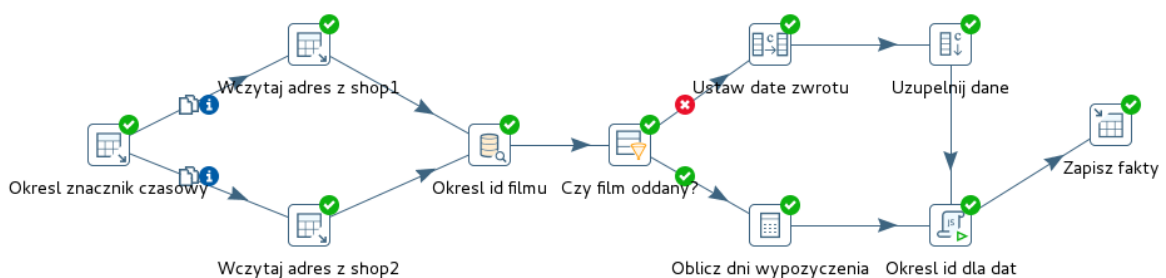 Wczytaj adres z shop1
Ustaw date zwrotu
Uzupelnij dane
Okresl znacznik czasowy
Okresl id filmu
Czy film oddany?
Zapisz fakty
Wczytaj adres z shop2
Oblicz dni wypozyczenia
Okresl id dla dat